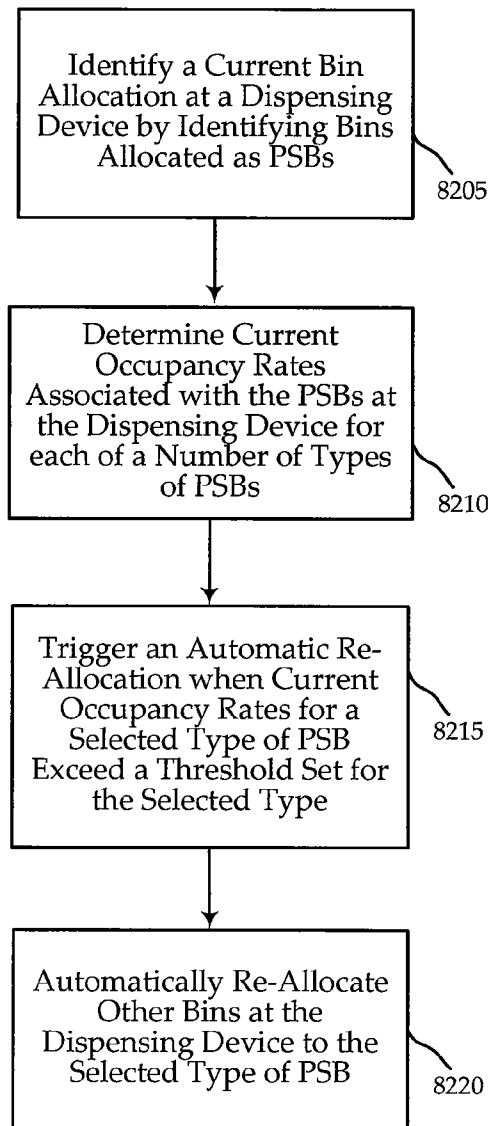 Identify a Current Bin
Allocation at a Dispensing
Device by Identifying Bins
Allocated as PSBs
8205
Determine Current
Occupancy Rates
Associated with the PSBs at
the Dispensing Device for
each of a Number of Types
of PSBs
8210
Trigger an Automatic Re-
Allocation when Current
Occupancy Rates for a
Selected Type of PSB
Exceed a Threshold Set for
the Selected Type
8215
Automatically Re-Allocate
Other Bins at the
Dispensing Device to the
Selected Type of PSB
8220